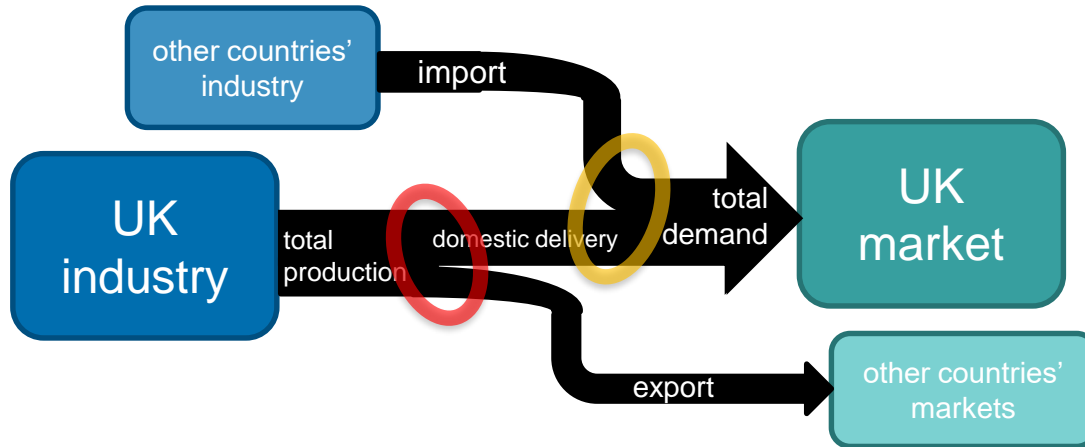 other countries’
industry
import
UK
industry
total
production
domestic delivery
total
demand
UK
market
export
other countries’
markets